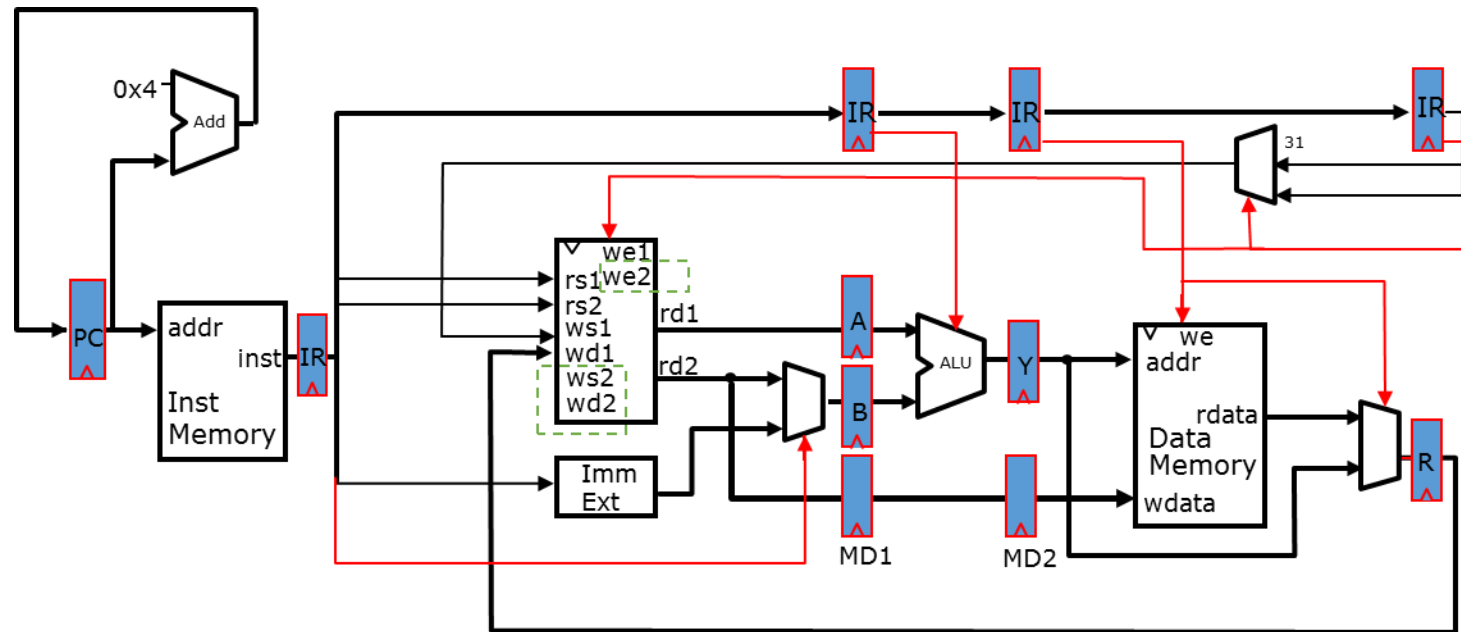 0x4
Add
IR
IR
IR
31
PC
addr
inst
Inst
Memory
IR
we1
we2
rs1
rs2
ws1
wd1
ws2
wd2
rd1
rd2
Imm
Ext
A
B
MD1
ALU
Y
MD2
we
addr
rdata
Data
Memory
wdata
R